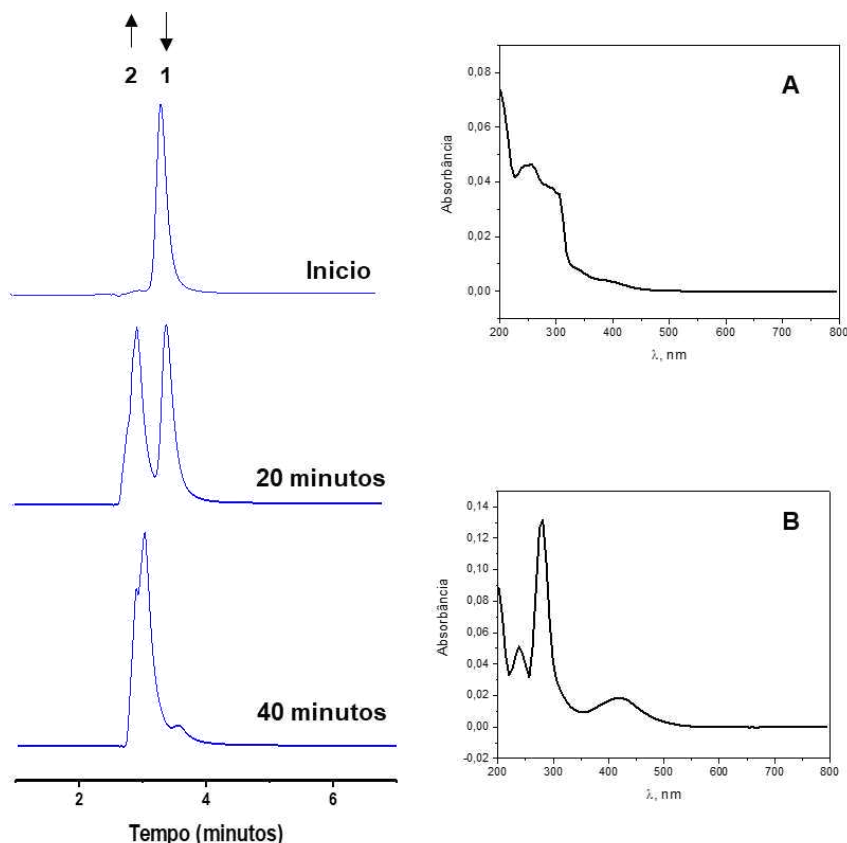 2 1
Inicio
20 minutos
40 minutos
2 4 6
Tempo (minutos)
A
0,08
0,06
0,04
0,02
0,00
Absorbância
200 300 400 500 600 700 800
λ, nm
B
0,14
0,12
0,10
0,08
0,06
0,04
0,02
0,00
-0,02
Absorbância
200 300 400 500 600 700 800
λ, nm